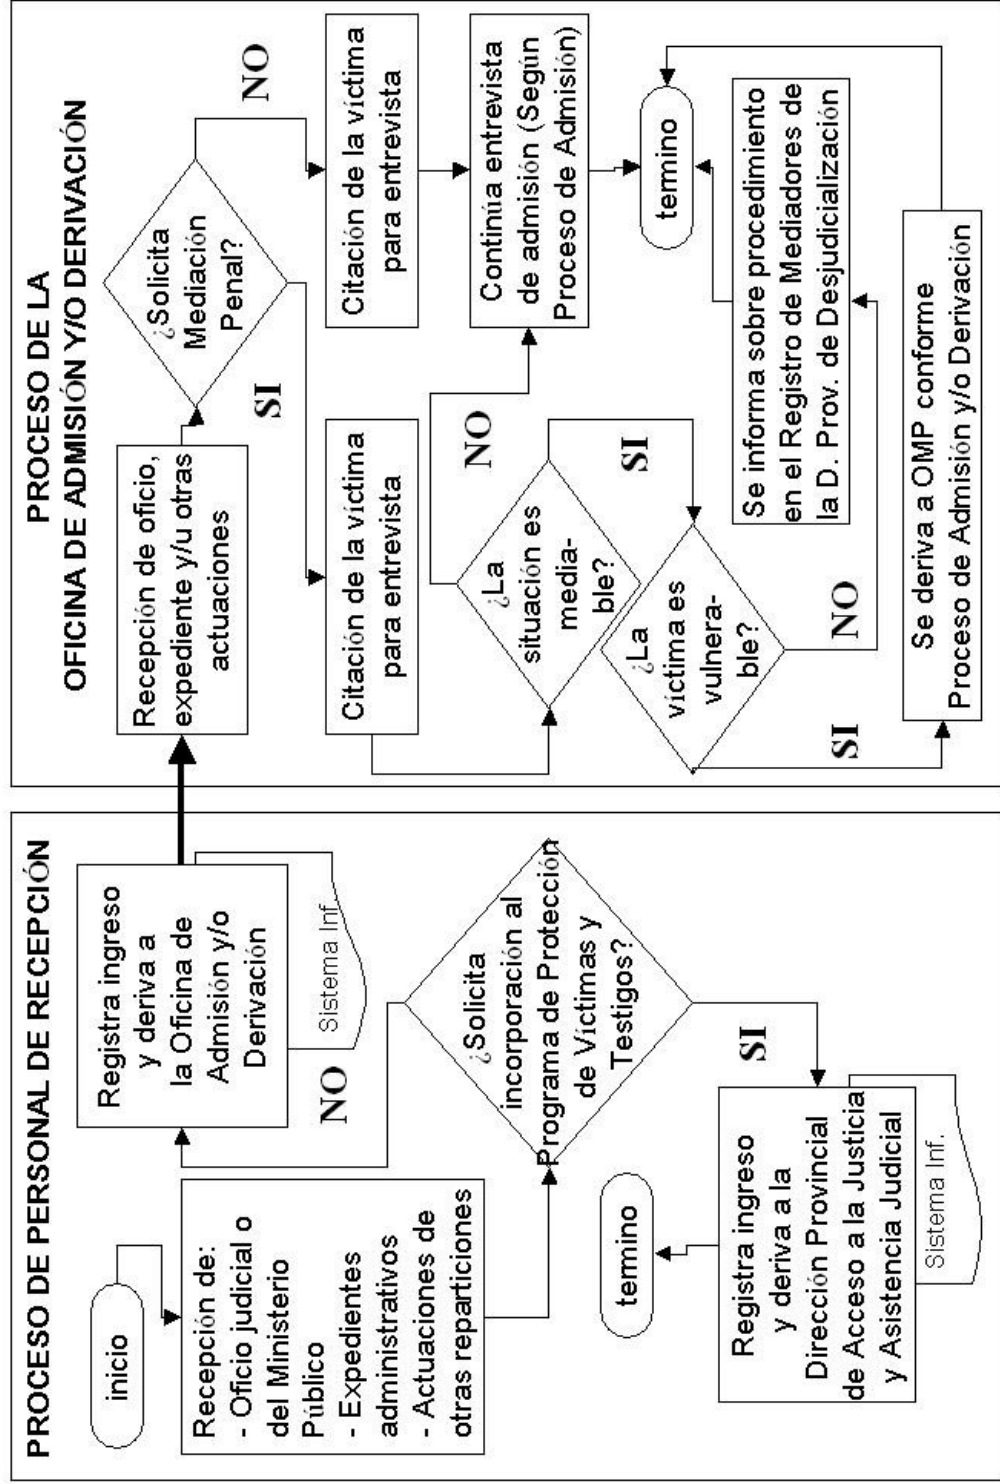 PROCESO DE PERSONAL DE RECEPCIÓN
inicio
Recepción de:
- Oficio judicial o
del Ministerio
Público
- Expedientes
administrativos
- Actuaciones de
otras reparticiones
¿Solicita
incorporación al
Programa de Protección
de Víctimas y
Testigos?
NO
Registra ingreso
y deriva a
la Oficina de
Admisión y/o
Derivación
Sistema Inf.
SI
Registra ingreso
y deriva a la
Dirección Provincial
de Acceso a la Justicia
y Asistencia Judicial
Sistema Inf.
termino
PROCESO DE LA
OFICINA DE ADMISIÓN Y/O DERIVACIÓN
Recepción de oficio,
expediente y/u otras
actuaciones
¿Solicita
Mediación
Penal?
NO
Citación de la víctima
para entrevista
Continúa entrevista
de admisión (Según
Proceso de Admisión)
termino
SI
Citación de la víctima
para entrevista
¿La
situación es
media-
ble?
NO
SI
¿La
víctima es
vulnera-
ble?
NO
Se informa sobre procedimiento
en el Registro de Mediadores de
la D. Prov. de Desjudicialización
SI
Se deriva a OMP conforme
Proceso de Admisión y/o Derivación